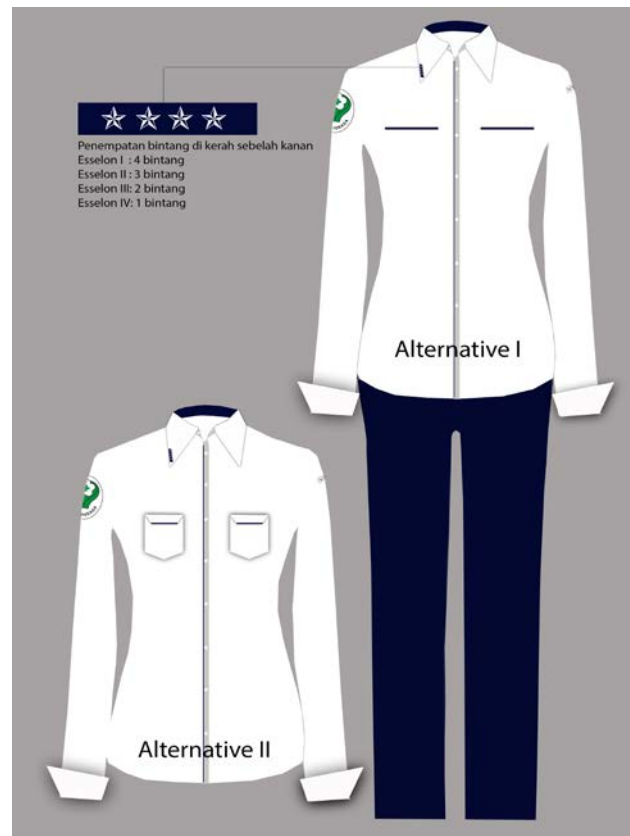 Penempatan bintang di kerah sebelah kanan
Esselon I : 4 bintang
Esselon II : 3 bintang
Esselon III: 2 bintang
Esselon IV: 1 bintang
Alternative I
Alternative II